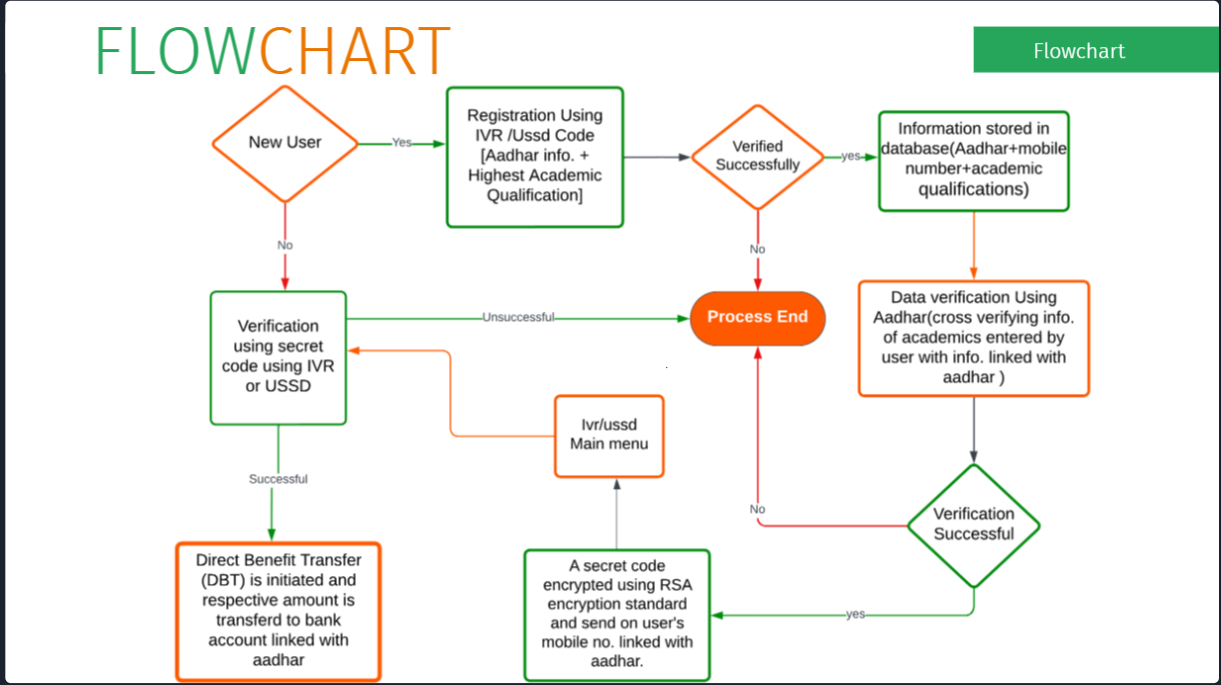 FLOWCHART
Flowchart
New User
Yes
Registration Using
IVR /Ussd Code
[Aadhar info. +
Highest Academic
Qualification]
Verified
Successfully
yes
Information stored in
database(Aadhar+mobile
number+academic
qualifications)
No
No
Verification
using secret
code using IVR
or USSD
Unsuccessful
Process End
Data verification Using
Aadhar(cross verifying info.
of academics entered by
user with info. linked with
aadhar )
Ivr/ussd
Main menu
Successful
No
Verification
Successful
Direct Benefit Transfer
(DBT) is initiated and
respective amount is
transferd to bank
account linked with
aadhar
A secret code
encrypted using RSA
encryption standard
and send on user's
mobile no. linked with
aadhar.
yes